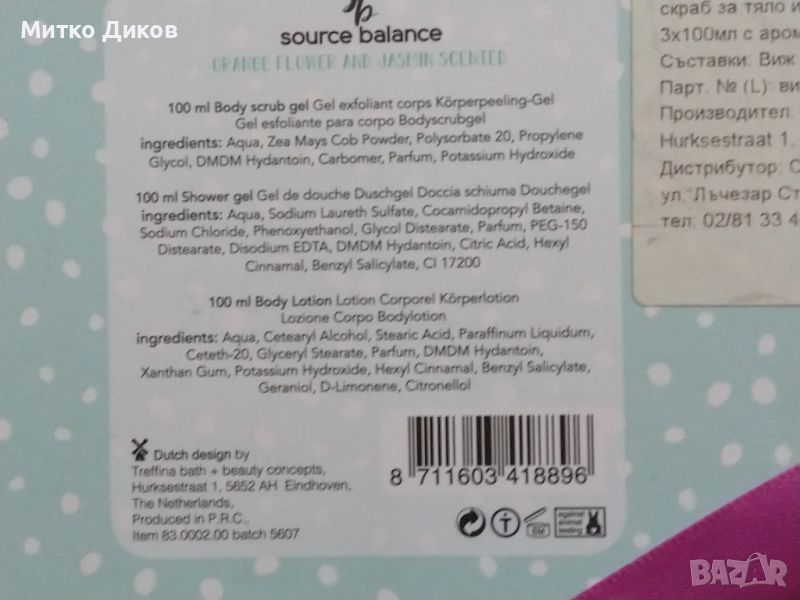 Митко Диков
source balance
ORANGE FLOWER AND JASMIN SCENTED
100 ml Body scrub gel Gel exfoliant corps Körperpeeling-Gel
Gel esfoliante para corpo Bodyscrubgel
ingredients: Aqua, Zea Mays Cob Powder, Polysorbate 20, Propylene
Glycol, DMDM Hydantoin, Carbomer, Parfum, Potassium Hydroxide
100 ml Shower gel Gel de douche Duschgel Doccia schiuma Douchegel
ingredients: Aqua, Sodium Laureth Sulfate, Cocamidopropyl Betaine,
Sodium Chloride, Phenoxyethanol, Glycol Distearate, Parfum, PEG-150
Distearate, Disodium EDTA, DMDM Hydantoin, Citric Acid, Hexyl
Cinnamal, Benzyl Salicylate, CI 17200
100 ml Body Lotion Lotion Corporel Körperlotion
Lozione Corpo Bodylotion
ingredients: Aqua, Cetearyl Alcohol, Stearic Acid, Paraffinum Liquidum,
Ceteth-20, Glyceryl Stearate, Parfum, DMDM Hydantoin,
Xanthan Gum, Potassium Hydroxide, Hexyl Cinnamal, Benzyl Salicylate,
Geraniol, D-Limonene, Citronellol
Dutch design by
Treffina bath + beauty concepts,
Hurksestraat 1, 5652 AH Eindhoven,
The Netherlands,
Produced in P.R.C.,
Item 83.0002.00 batch 5607
8 711603 418896
against
animal
testing
скраб за тяло и
3x100мл с аром
Съставки: Виж
Парт. № (L): ви
Производител:
Hurksestraat 1,
Дистрибутор: С
ул. "Лъчезар Ст
тел. 02/81 33 4
BAZAR